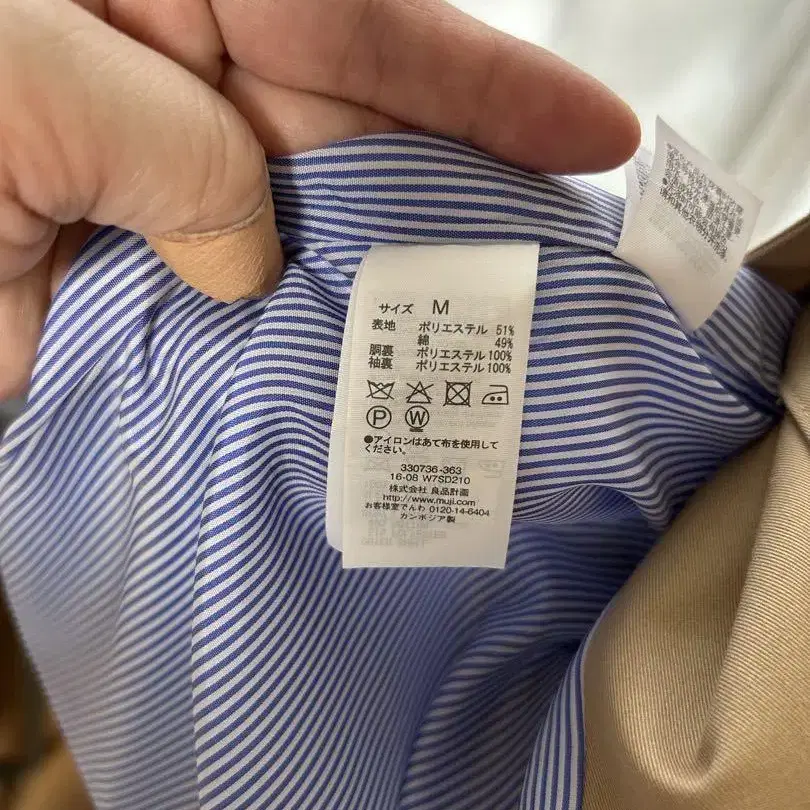 サイズ M
表地 ポリエステル 51%
綿 49%
胴裏 ポリエステル 100%
袖裏 ポリエステル 100%
P W
●アイロンはあて布を使用して
ください。
330736-363
16-08 W7SD210
株式会社 良品計画
http://www.muji.com
お客様室でんわ 0120-14-6404
カンボジア製